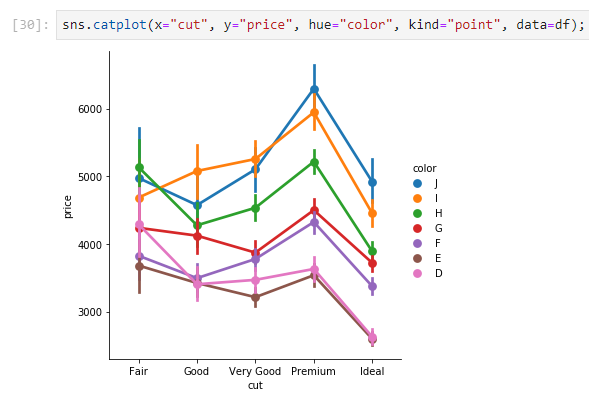 [30]: sns.catplot(x="cut", y="price", hue="color", kind="point", data=df);
6000
5000
4000
3000
price
Fair Good Very Good Premium Ideal
cut
color
J
I
H
G
F
E
D